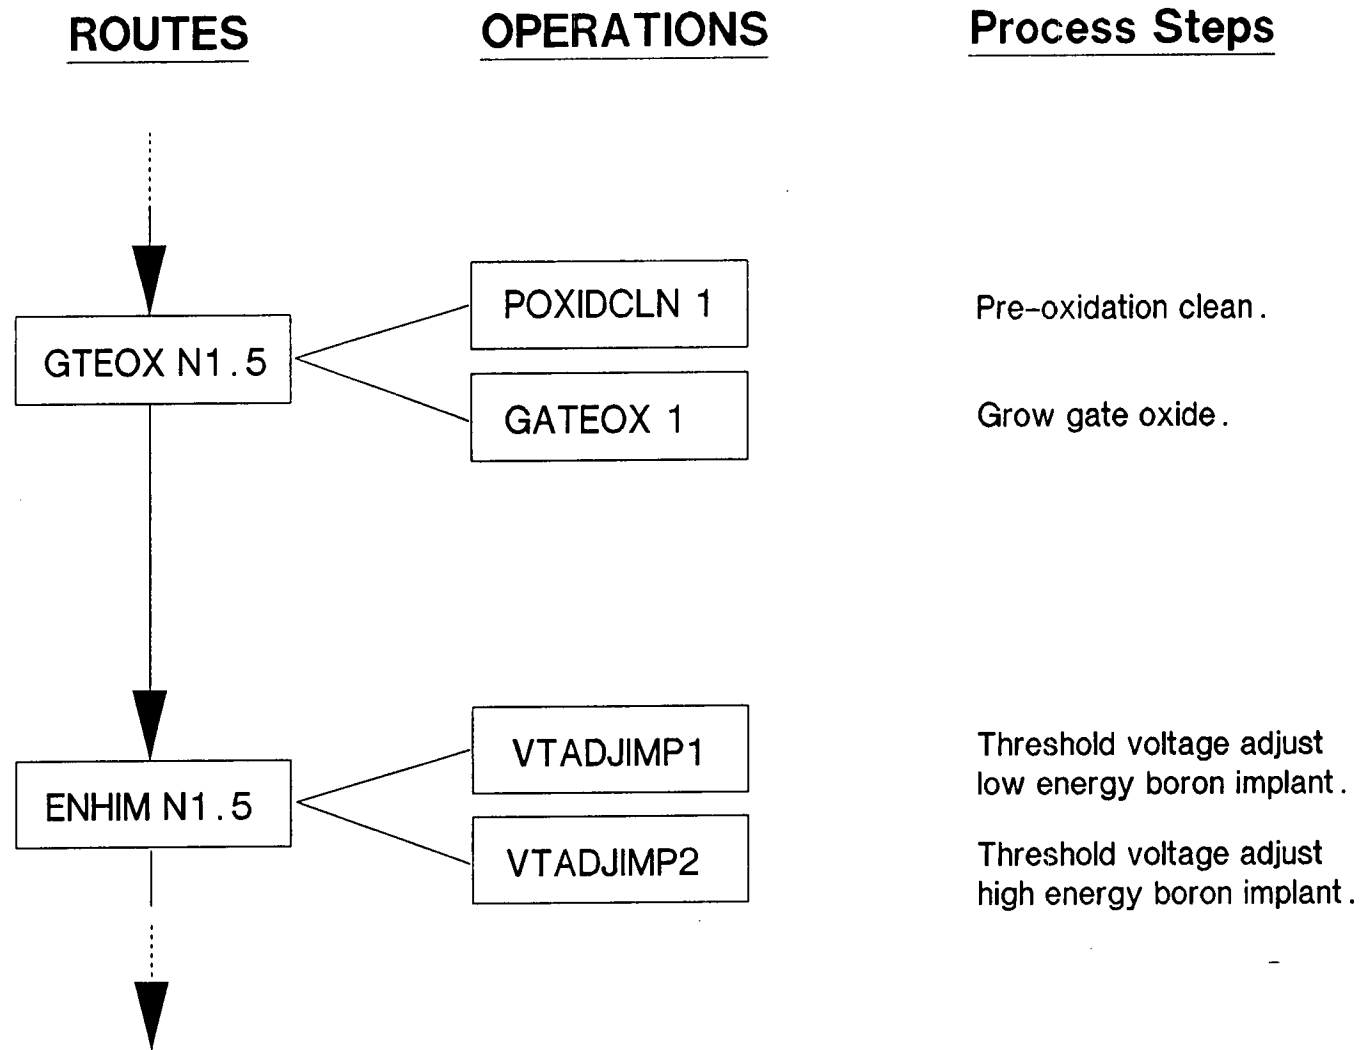 ROUTES OPERATIONS Process Steps
POXIDCLN 1 Pre-oxidation clean.
GTEOX N1.5
GATEOX 1 Grow gate oxide.
VTADJIMP1 Threshold voltage adjust
low energy boron implant.
ENHIM N1.5
VTADJIMP2 Threshold voltage adjust
high energy boron implant.